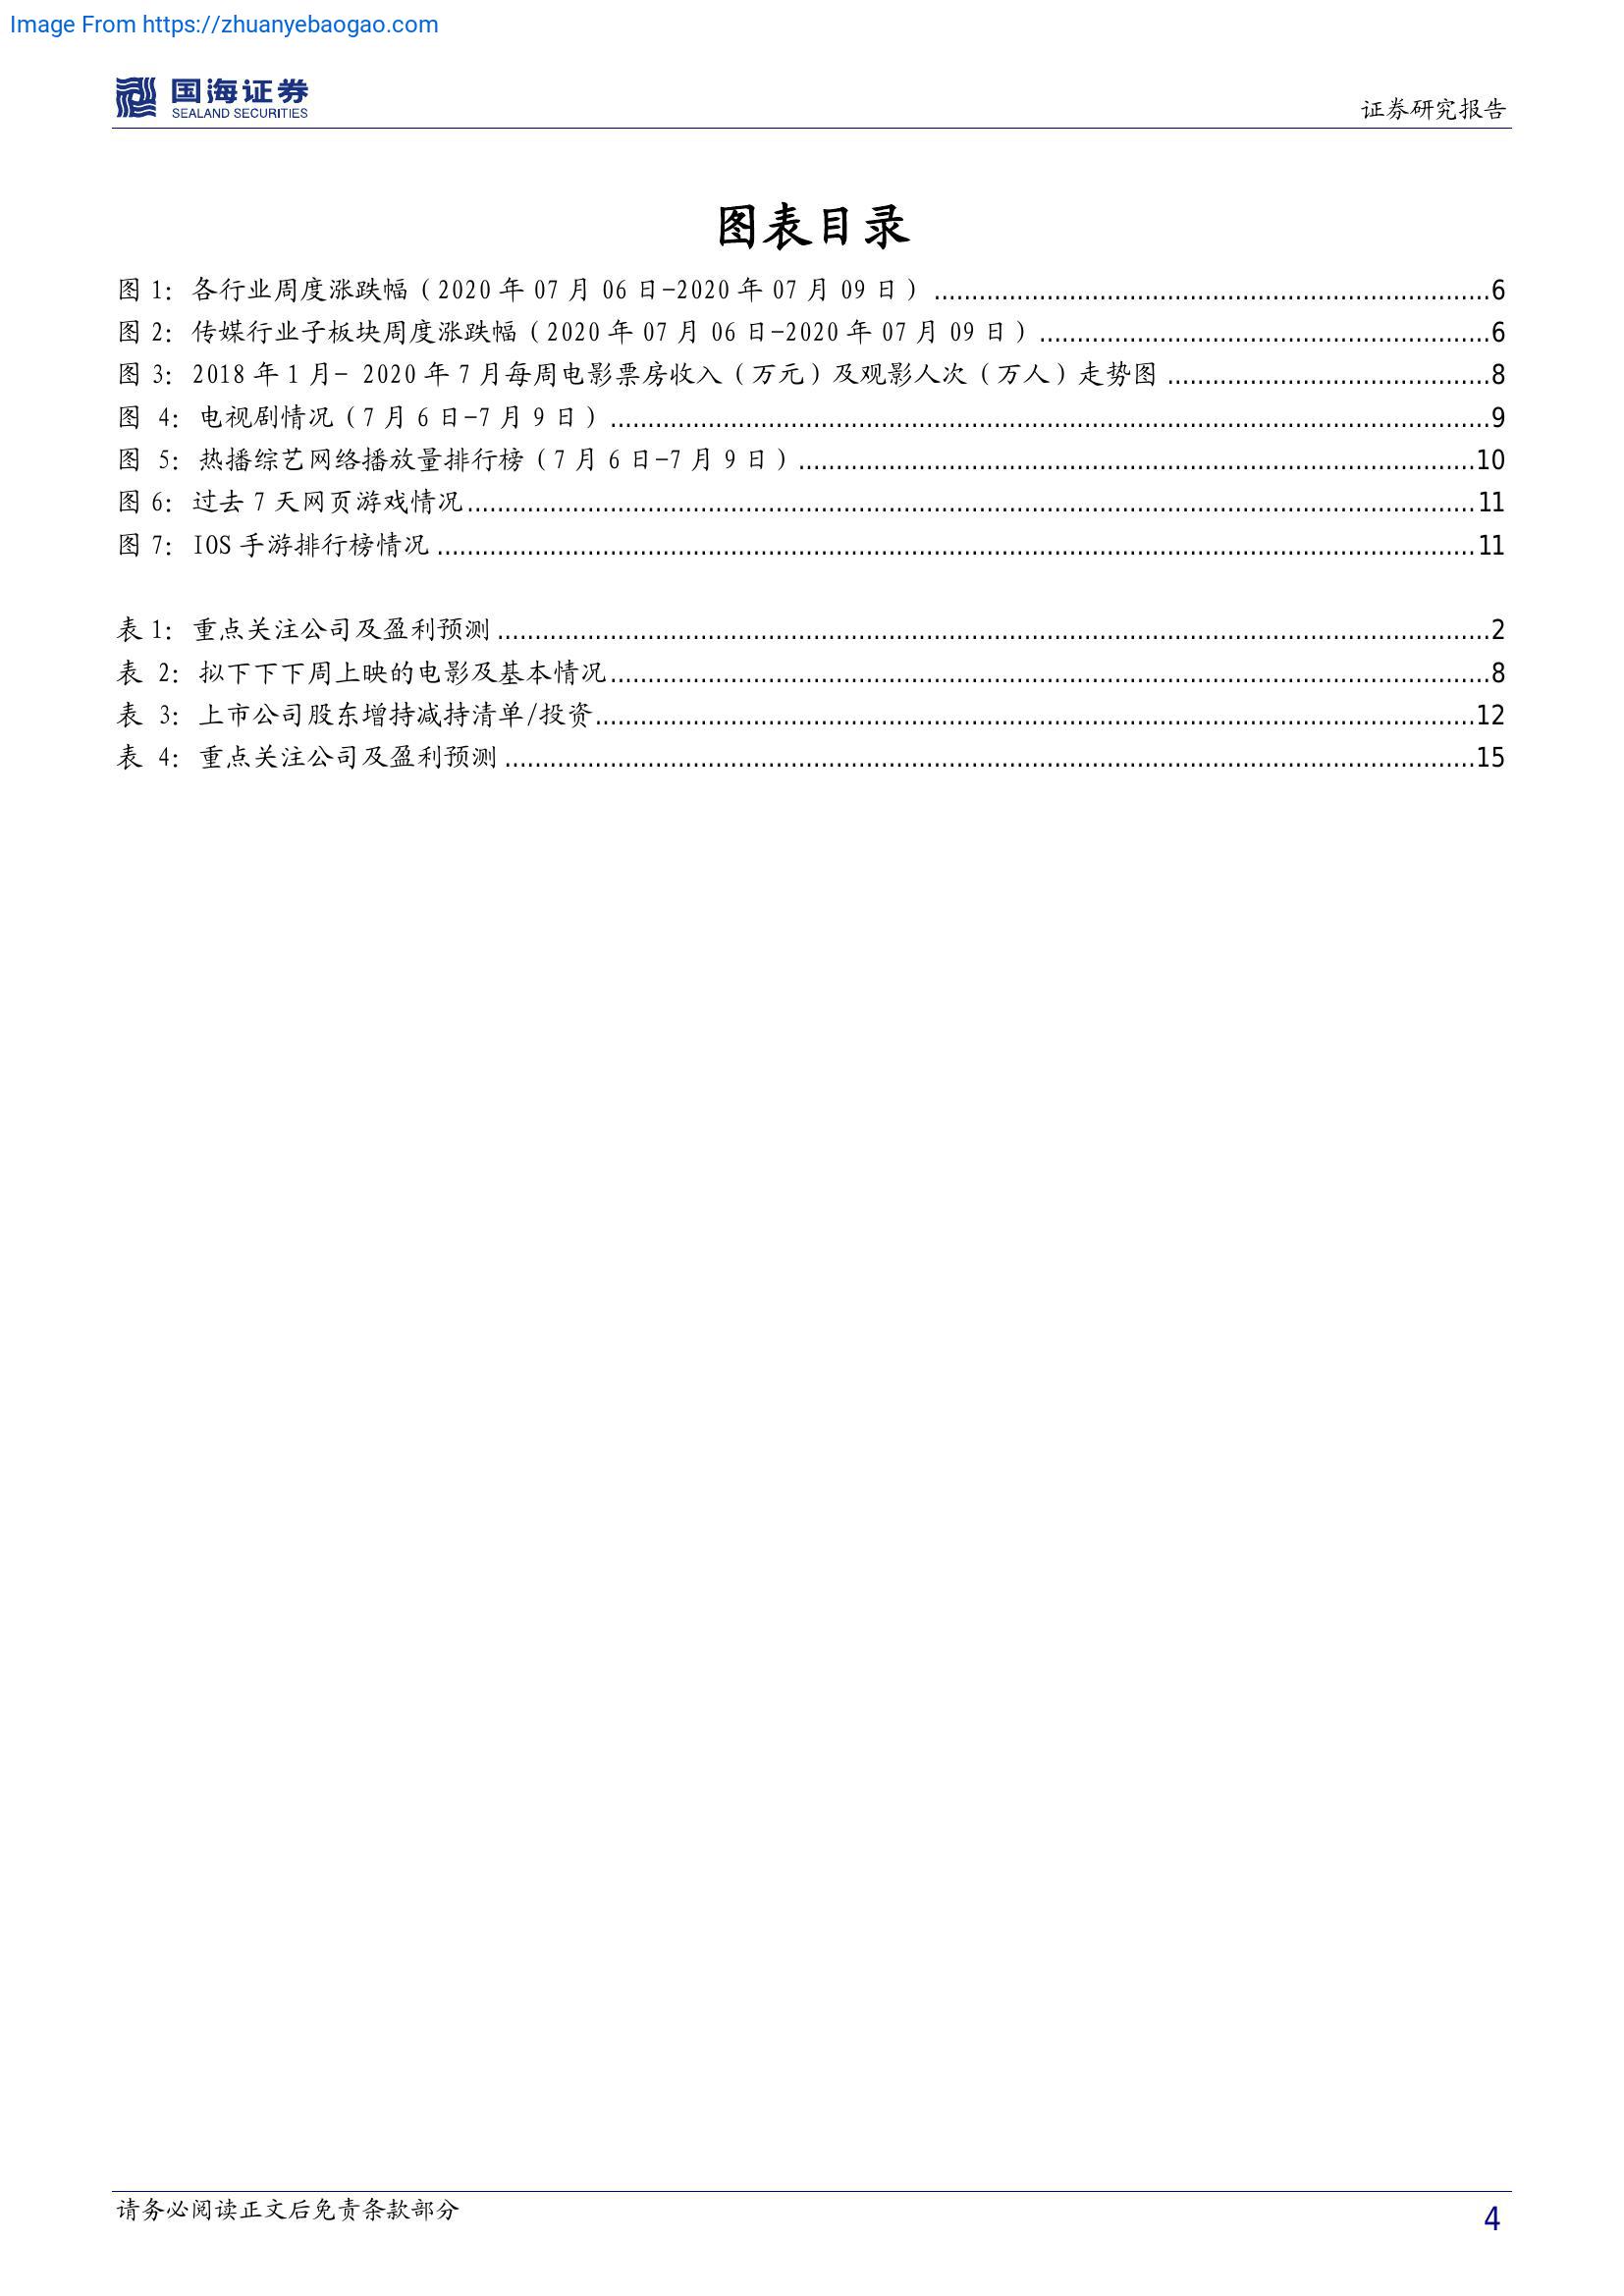 Image From https://zhuanyebaogao.com
国海证券
SEALAND SECURITIES
证券研究报告
图表目录
图 1：各行业周度涨跌幅（2020 年 07 月 06 日-2020 年 07 月 09 日）........................................6
图 2：传媒行业子板块周度涨跌幅（2020 年 07 月 06 日-2020 年 07 月 09 日）........................................6
图 3：2018 年 1 月- 2020 年 7 月每周电影票房收入（万元）及观影人次（万人）走势图........................................8
图 4：电视剧情况（7 月 6 日-7 月 9 日）........................................9
图 5：热播综艺网络播放量排行榜（7 月 6 日-7 月 9 日）........................................10
图 6：过去 7 天网页游戏情况........................................11
图 7：IOS 手游排行榜情况........................................11
表 1：重点关注公司及盈利预测........................................2
表 2：拟下下下周上映的电影及基本情况........................................8
表 3：上市公司股东增持减持清单/投资........................................12
表 4：重点关注公司及盈利预测........................................15
请务必阅读正文后免责条款部分
4